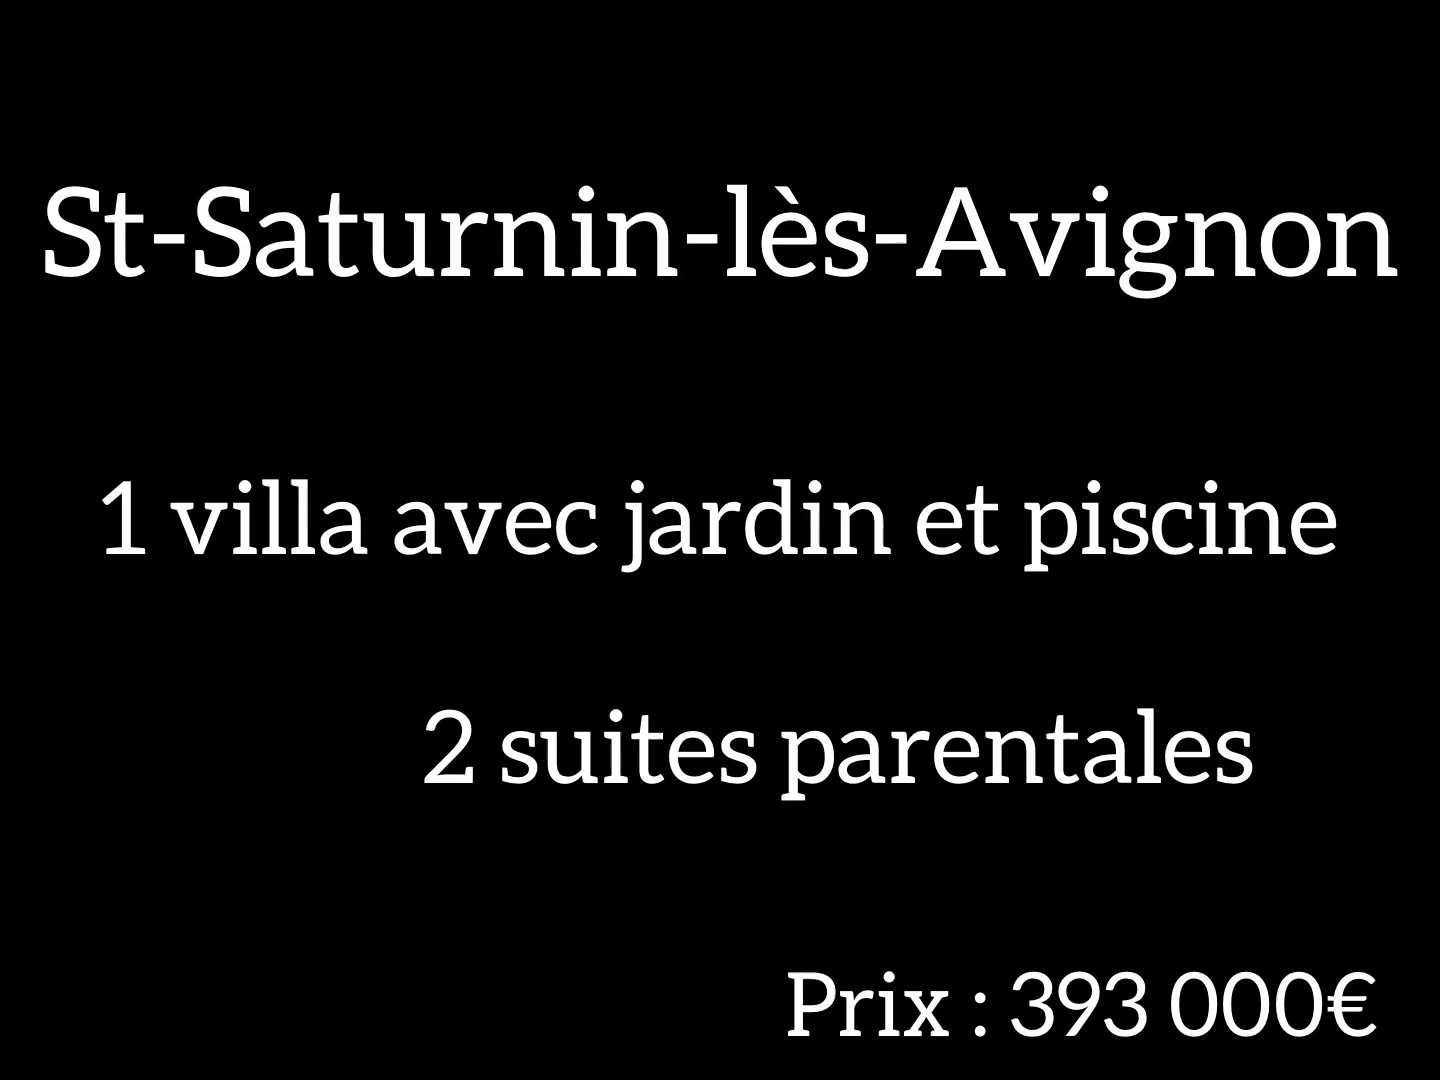 St-Saturnin-lès-Avignon
1 villa avec jardin et piscine
2 suites parentales
Prix : 393 000€